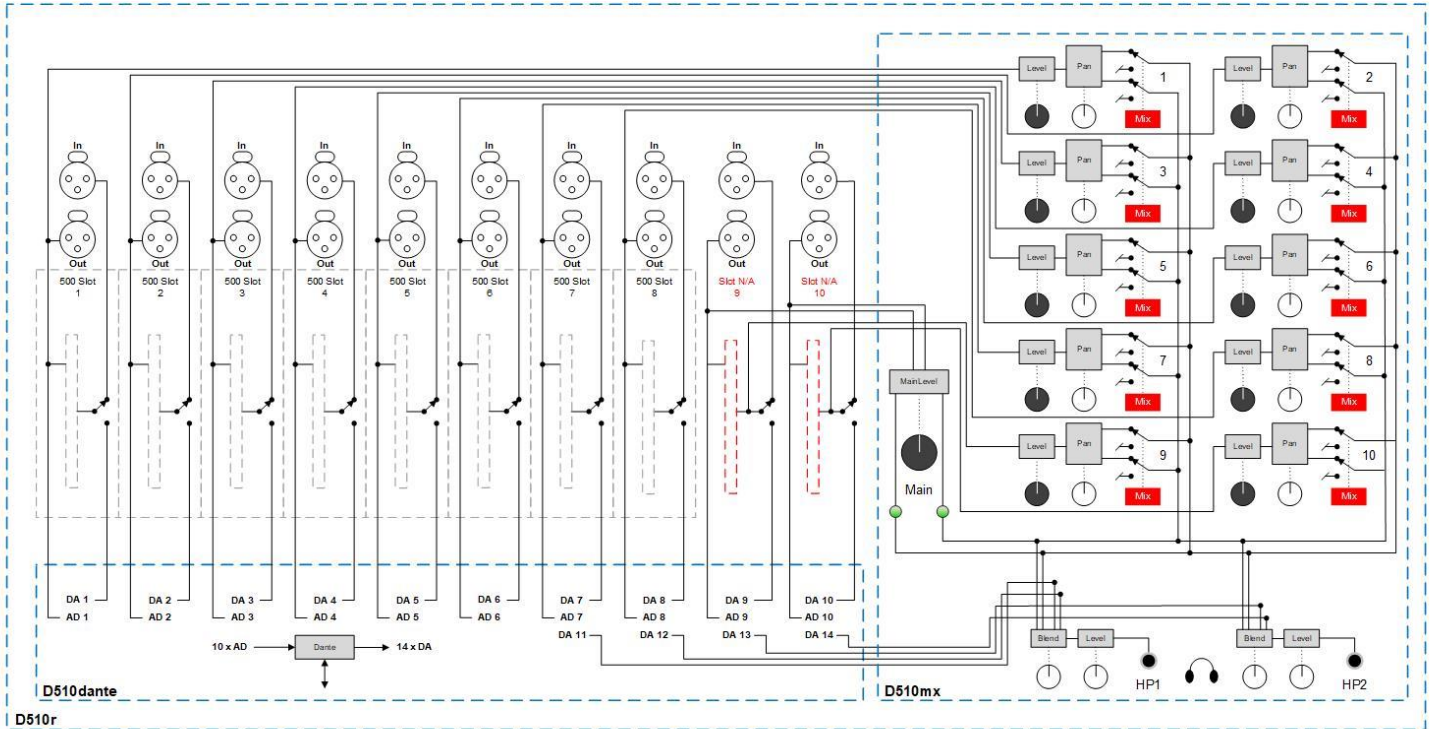 Level Pan 1 Level Pan 2
Mix Mix
In In In In In In In In In In
Level Pan 3 Level Pan 4
Mix Mix
Out Out Out Out Out Out Out Out Out Out
500 Slot 500 Slot 500 Slot 500 Slot 500 Slot 500 Slot 500 Slot 500 Slot Slot N/A Slot N/A
1 2 3 4 5 6 7 8 9 10
Level Pan 5 Level Pan 6
Mix Mix
Level Pan 7 Level Pan 8
MainLevel
Mix Mix
Level Pan 9 Level Pan 10
Main
Mix Mix
DA 1 DA 2 DA 3 DA 4 DA 5 DA 6 DA 7 DA 8 DA 9 DA 10
AD 1 AD 2 AD 3 AD 4 AD 5 AD 6 AD 7 AD 8 AD 9 AD 10
DA 11 DA 12 DA 13 DA 14
10 x AD Dante 14 x DA
Blend Level Blend Level
HP1 HP2
D510dante D510mx
D510r